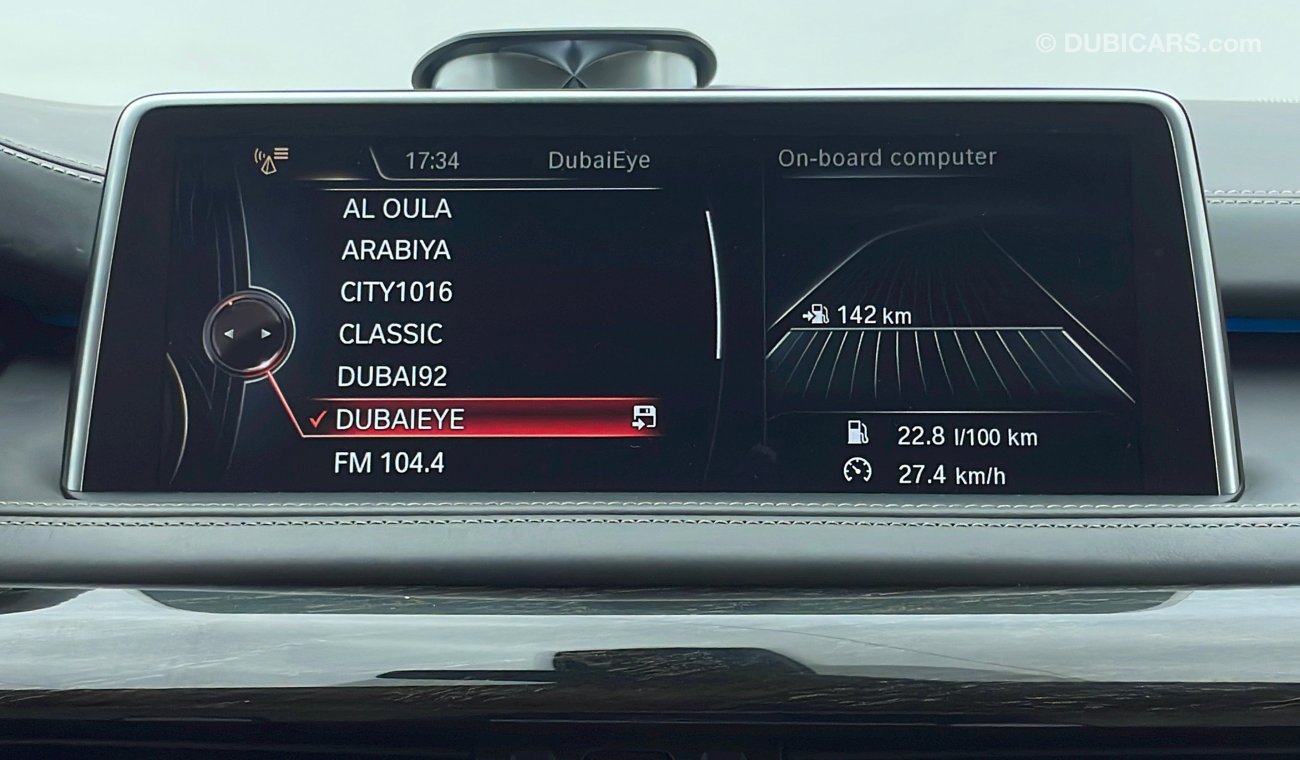 © DUBICARS.com
17:34 DubaiEye
On-board computer
AL OULA
ARABIYA
CITY1016
CLASSIC
DUBAI92
DUBAIEYE
FM 104.4
142 km
22.8 l/100 km
27.4 km/h